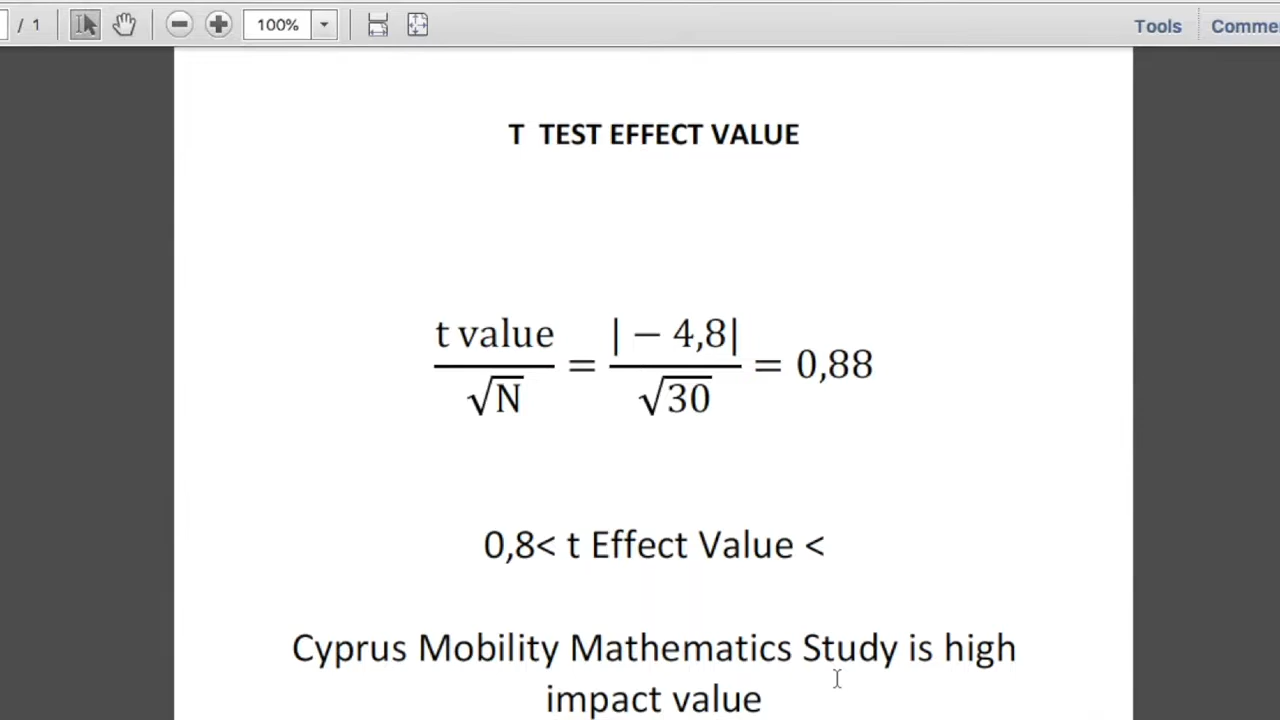 / 1
100%
Tools
T TEST EFFECT VALUE
t value / √N = | − 4,8| / √30 = 0,88
0,8< t Effect Value <
Cyprus Mobility Mathematics Study is high
impact value